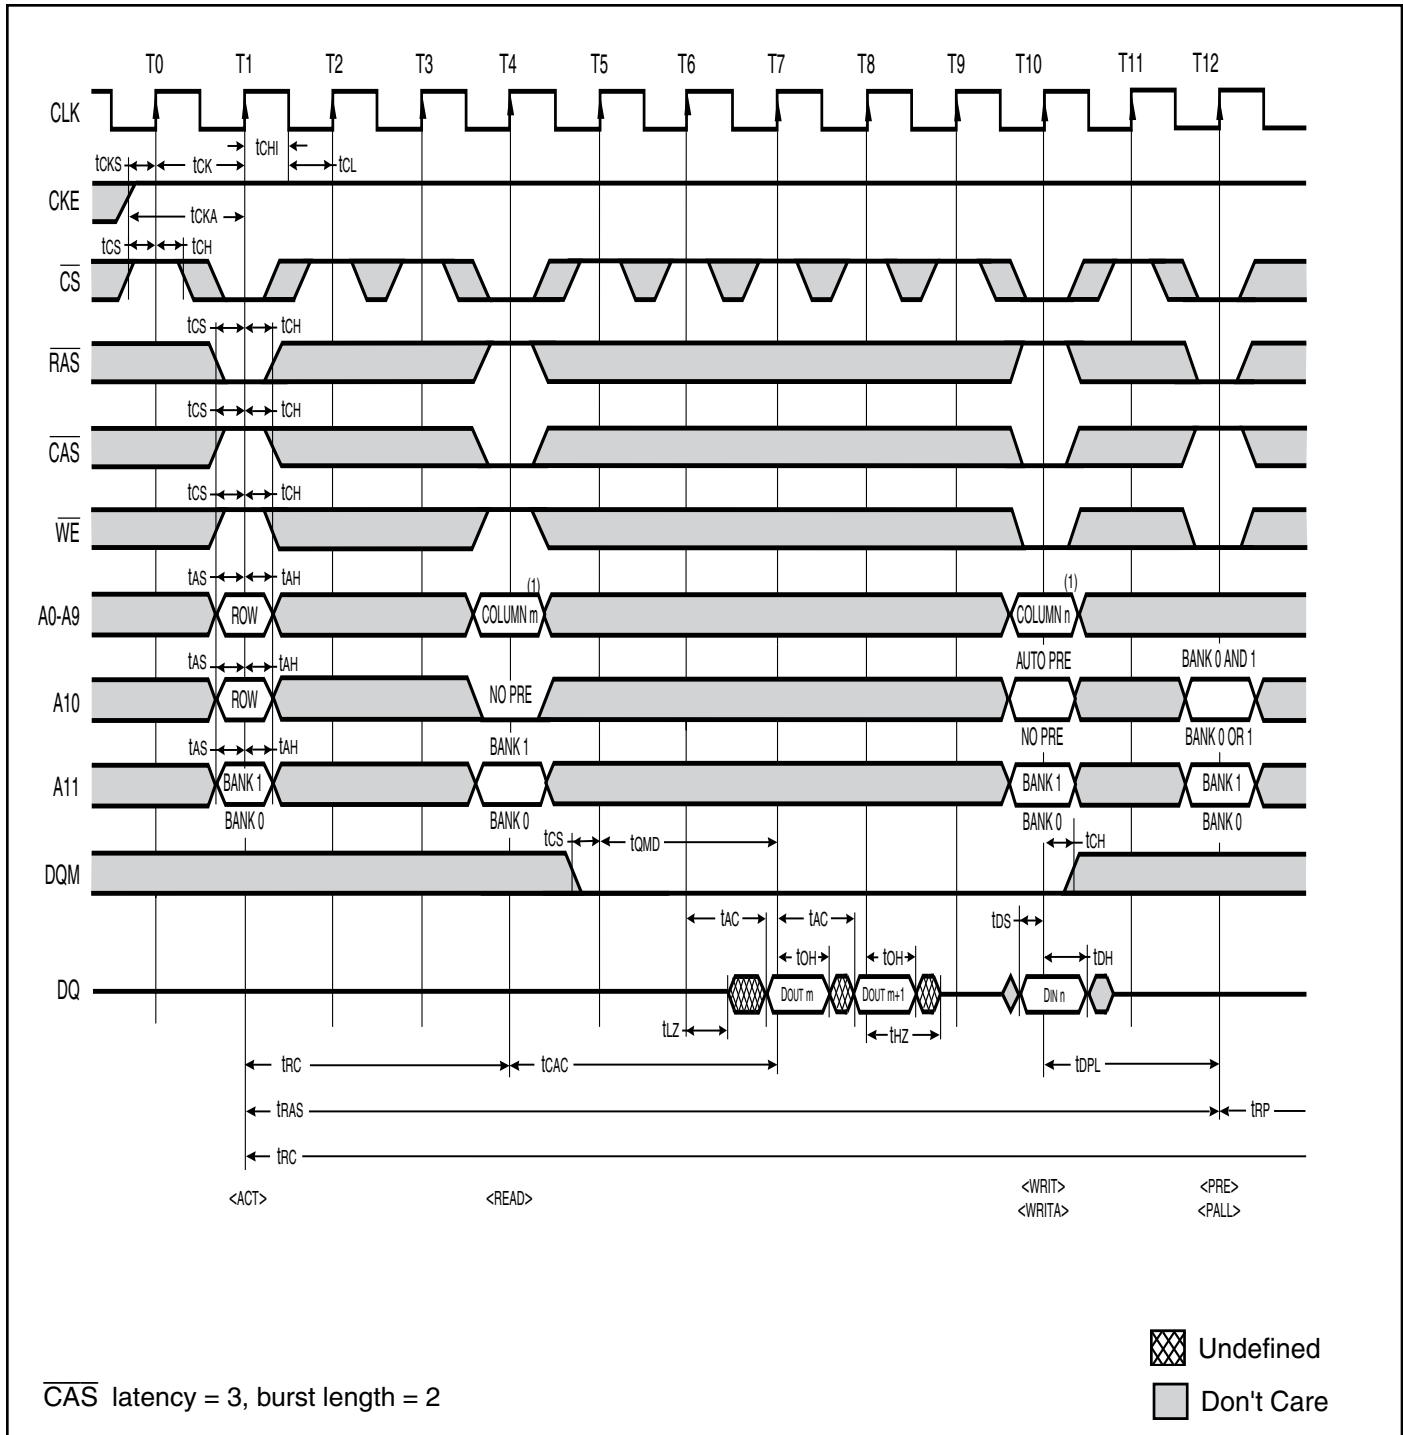 T0 T1 T2 T3 T4 T5 T6 T7 T8 T9 T10 T11 T12
CLK
tCHI
tCKS tCK tCL
CKE
tCKA
tCS tCH
CS
tCS tCH
RAS
tCS tCH
CAS
tCS tCH
WE
tAS tAH
(1) (1)
A0-A9 ROW COLUMN m COLUMN n
tAS tAH AUTO PRE BANK 0 AND 1
A10 ROW NO PRE
NO PRE BANK 0 OR 1
tAS tAH BANK 1
A11 BANK 1 BANK 1 BANK 1
BANK 0 BANK 0 BANK 0 BANK 0
tCS tQMD tCH
DQM
tAC tAC tDS
tOH tOH tDH
DQ DOUT m DOUT m+1 DIN n
tLZ tHZ
tRC tCAC tDPL
tRAS tRP
tRC
<ACT> <READ> <WRIT> <PRE>
<WRITA> <PALL>
Undefined
CAS latency = 3, burst length = 2
Don't Care